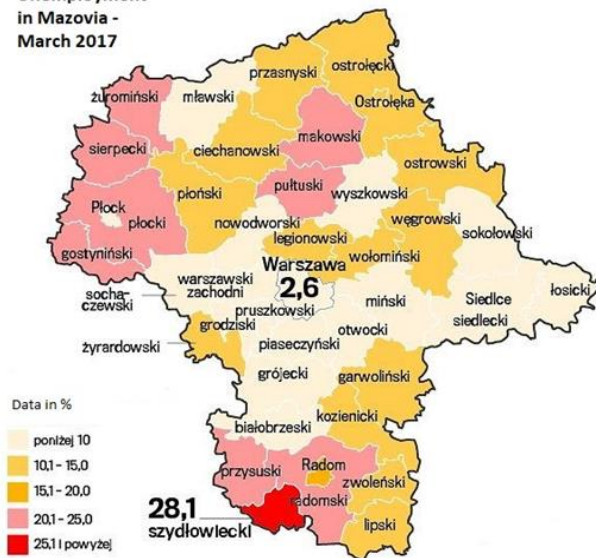 in Mazovia -
March 2017
ostrołęcki
przasnyski
żuromiński
mławski
Ostrołęka
makowski
sierpecki
ciechanowski
ostrowski
pułtuski
płoński
wyszkowski
Płock
płocki
nowodworski
węgrowski
sokołowski
legionowski
gostyniński
wołomiński
Warszawa
2,6
warszawski
zachodni
socha-
czewski
łosicki
Siedlce
siedlecki
miński
pruszkowski
grodziski
otwocki
żyrardowski
piaseczyński
grójecki
garwoliński
Data in %
poniżej 10
10,1 - 15,0
15,1 - 20,0
20,1 - 25,0
25,1 i powyżej
kozienicki
białobrzeski
przysuski
Radom
zwoleński
radomski
28,1
szydłowiecki
lipski